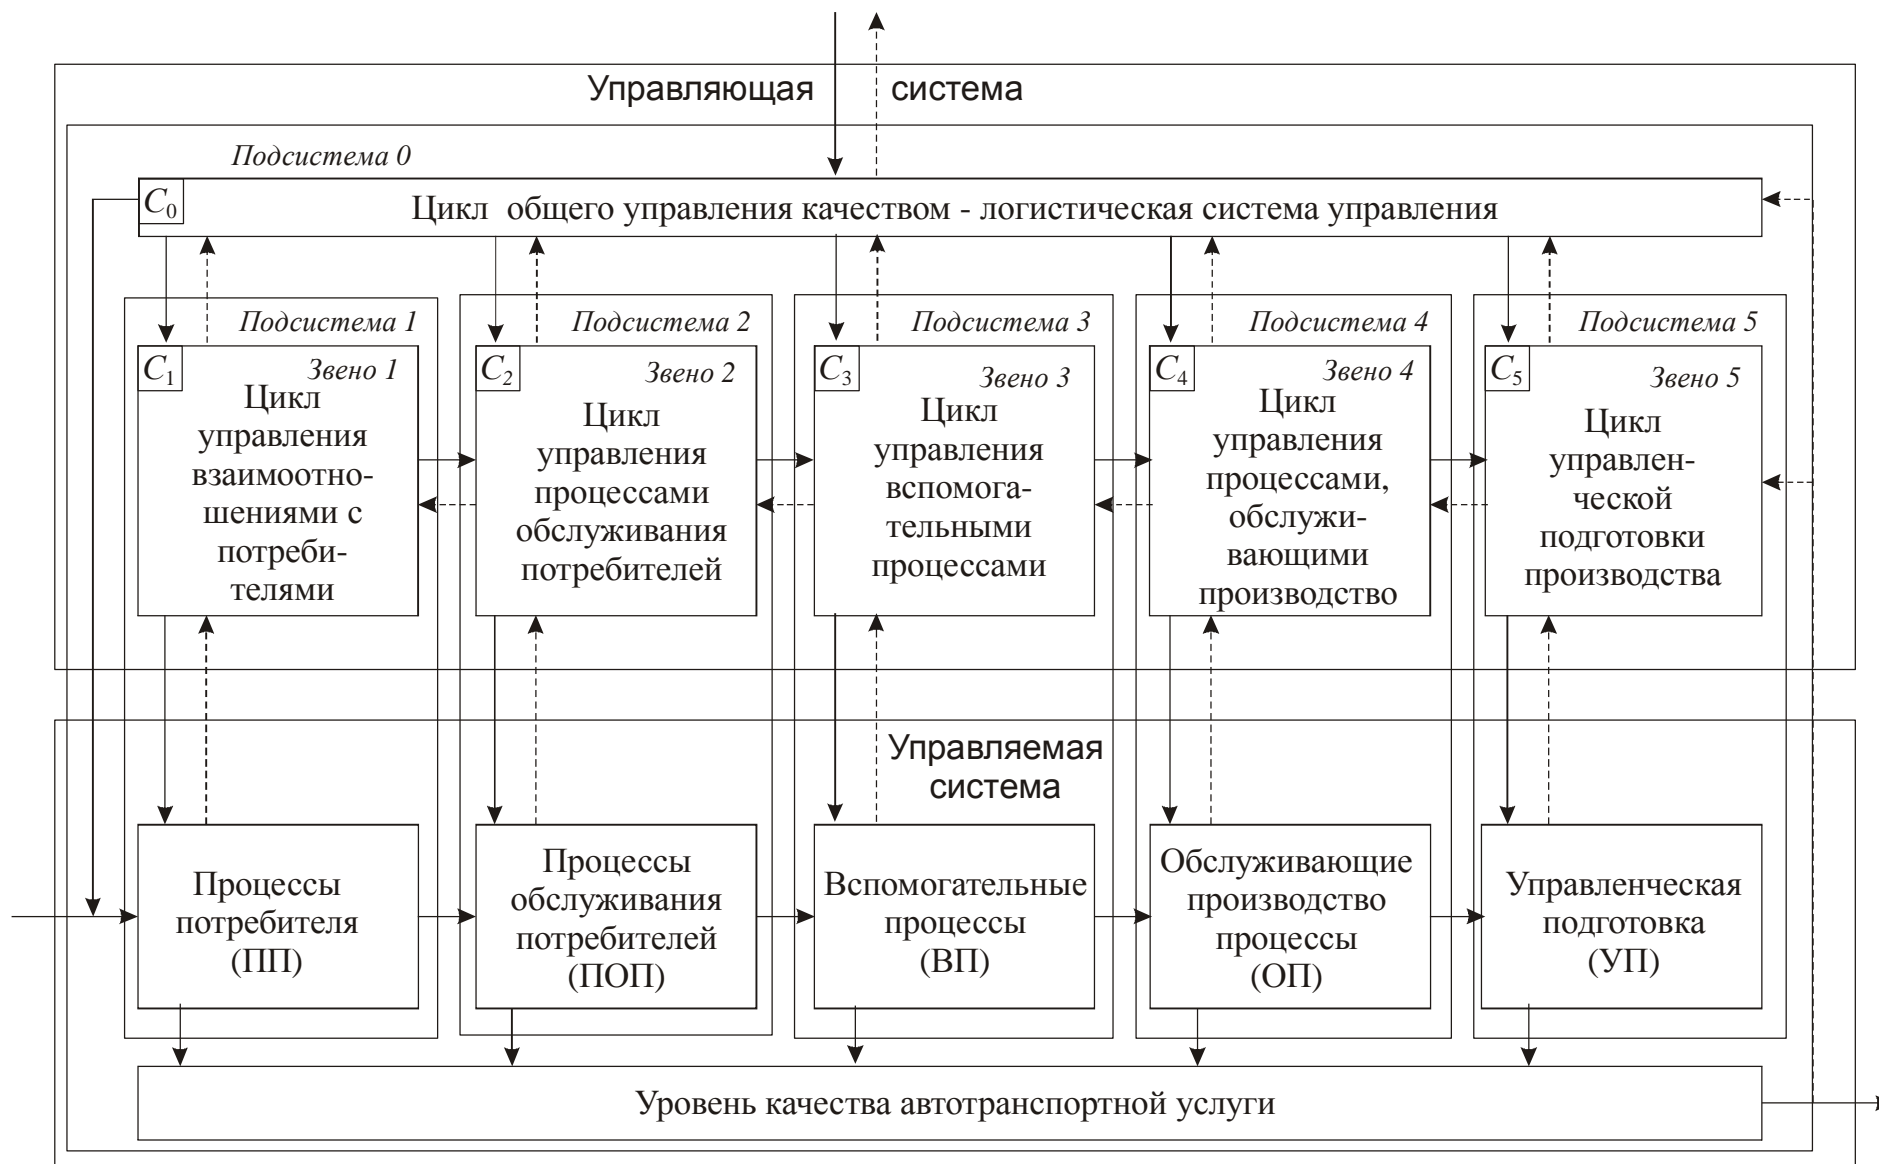 Управляющая система
Подсистема 0
C0
Цикл общего управления качеством - логистическая система управления
Подсистема 1
C1
Звено 1
Цикл
управления
взаимоотно-
шениями с
потреби-
телями
Подсистема 2
C2
Звено 2
Цикл
управления
процессами
обслуживания
потребителей
Подсистема 3
C3
Звено 3
Цикл
управления
вспомога-
тельными
процессами
Подсистема 4
C4
Звено 4
Цикл
управления
процессами,
обслужи-
вающими
производство
Подсистема 5
C5
Звено 5
Цикл
управлен-
ческой
подготовки
производства
Управляемая
система
Процессы
потребителя
(ПП)
Процессы
обслуживания
потребителей
(ПОП)
Вспомогательные
процессы
(ВП)
Обслуживающие
производство
процессы
(ОП)
Управленческая
подготовка
(УП)
Уровень качества автотранспортной услуги